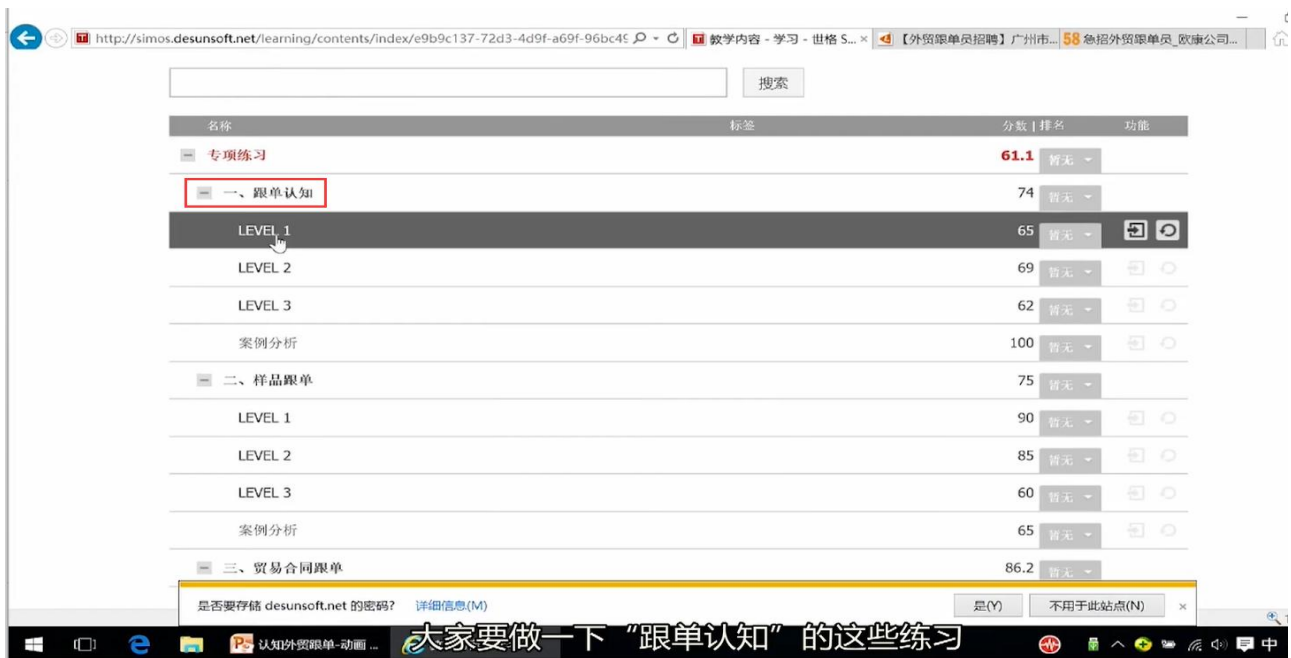 http://simos.desunsoft.net/learning/contents/index/e9b9c137-72d3-4d9f-a69f-96bc49 教学内容 - 学习 - 世格 S... × 【外贸跟单员招聘】广州市... 58 急招外贸跟单员_欧康公司...
搜索
名称 标签 分数 | 排名 功能
专项练习 61.1 暂无
一、跟单认知 74 暂无
LEVEL 1 65 暂无
LEVEL 2 69 暂无
LEVEL 3 62 暂无
案例分析 100 暂无
二、样品跟单 75 暂无
LEVEL 1 90 暂无
LEVEL 2 85 暂无
LEVEL 3 60 暂无
案例分析 65 暂无
三、贸易合同跟单 86.2 暂无
是否要存储 desunsoft.net 的密码? 详细信息(M) 是(Y) 不用于此站点(N) ×
认知外贸跟单-动画 ... 中
大家要做一下“跟单认知”的这些练习